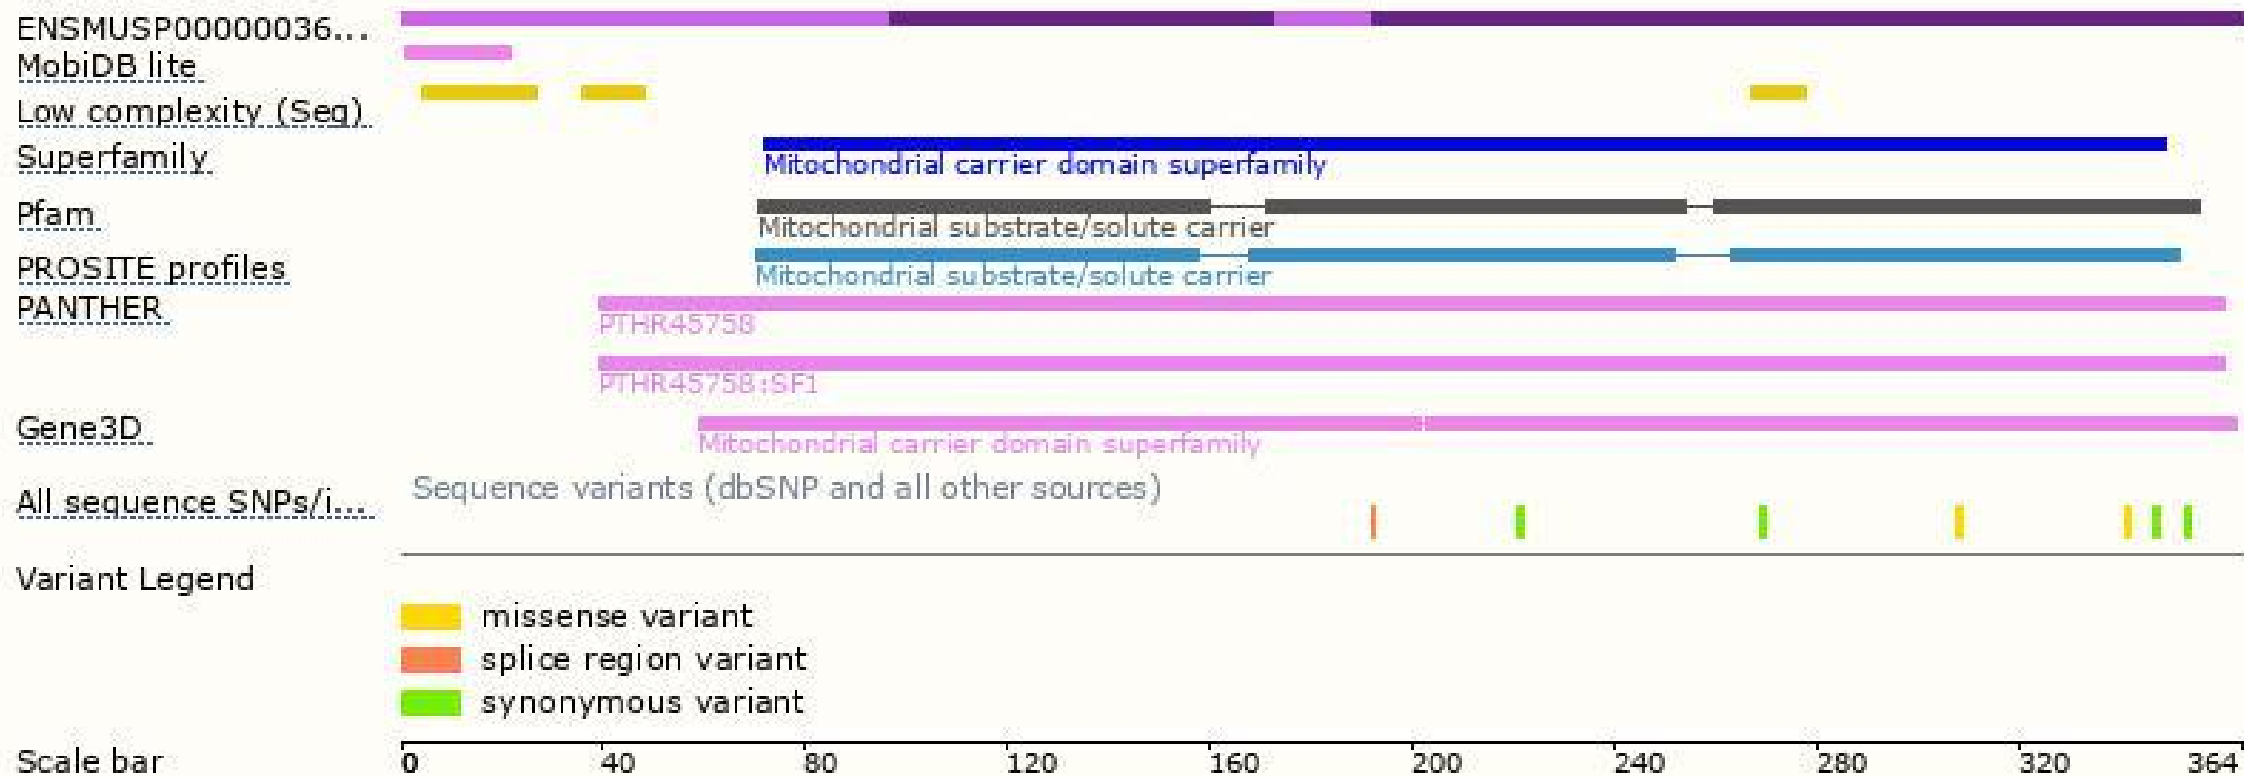 ENSMUSP00000036...
MobiDB lite
Low complexity (Seg)
Superfamily
Mitochondrial carrier domain superfamily
Pfam
Mitochondrial substrate/solute carrier
PROSITE profiles
Mitochondrial substrate/solute carrier
PANTHER
PTHR45758
PTHR45758:SF1
Gene3D
Mitochondrial carrier domain superfamily
All sequence SNPs/i...
Sequence variants (dbSNP and all other sources)
Variant Legend
missense variant
splice region variant
synonymous variant
Scale bar 0 40 80 120 160 200 240 280 320 364